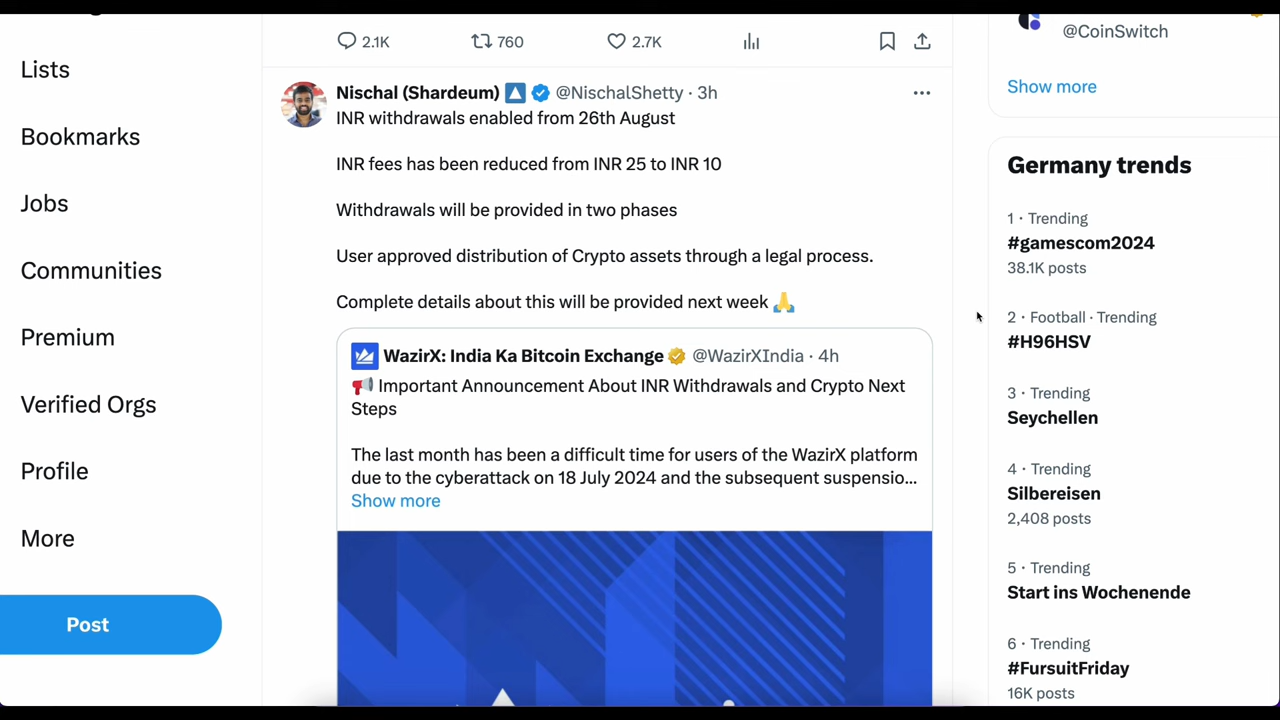 Lists
Bookmarks
Jobs
Communities
Premium
Verified Orgs
Profile
More
Post
2.1K 760 2.7K
Nischal (Shardeum) @NischalShetty · 3h
INR withdrawals enabled from 26th August
INR fees has been reduced from INR 25 to INR 10
Withdrawals will be provided in two phases
User approved distribution of Crypto assets through a legal process.
Complete details about this will be provided next week 🙏
WazirX: India Ka Bitcoin Exchange @WazirXIndia · 4h
📢 Important Announcement About INR Withdrawals and Crypto Next
Steps
The last month has been a difficult time for users of the WazirX platform
due to the cyberattack on 18 July 2024 and the subsequent suspensio...
Show more
@CoinSwitch
Show more
Germany trends
1 · Trending
#gamescom2024
38.1K posts
2 · Football · Trending
#H96HSV
3 · Trending
Seychellen
4 · Trending
Silbereisen
2,408 posts
5 · Trending
Start ins Wochenende
6 · Trending
#FursuitFriday
16K posts